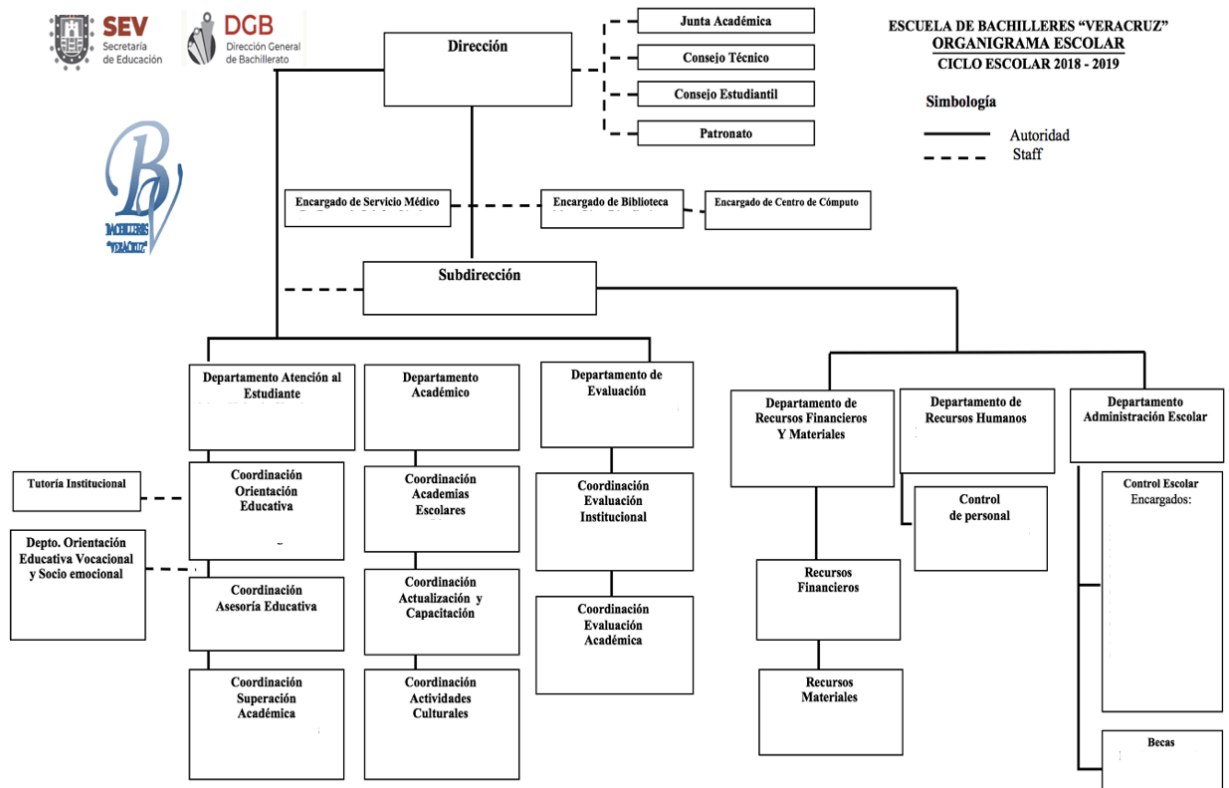 SEV
Secretaría
de Educación
DGB
Dirección General
de Bachillerato
ESCUELA DE BACHILLERES “VERACRUZ”
ORGANIGRAMA ESCOLAR
CICLO ESCOLAR 2018 - 2019
Simbología
Autoridad
Staff
BACHILLERES
“VERACRUZ”
Dirección
Junta Académica
Consejo Técnico
Consejo Estudiantil
Patronato
Encargado de Servicio Médico
Encargado de Biblioteca
Encargado de Centro de Cómputo
Subdirección
Departamento Atención al
Estudiante
Departamento
Académico
Departamento de
Evaluación
Departamento de
Recursos Financieros
Y Materiales
Departamento de
Recursos Humanos
Departamento
Administración Escolar
Tutoría Institucional
Coordinación
Orientación
Educativa
Coordinación
Academias
Escolares
Coordinación
Evaluación
Institucional
Control
de personal
Control Escolar
Encargados:
Depto. Orientación
Educativa Vocacional
y Socio emocional
Coordinación
Asesoría Educativa
Coordinación
Actualización y
Capacitación
Coordinación
Evaluación
Académica
Recursos
Financieros
Coordinación
Superación
Académica
Coordinación
Actividades
Culturales
Recursos
Materiales
Becas